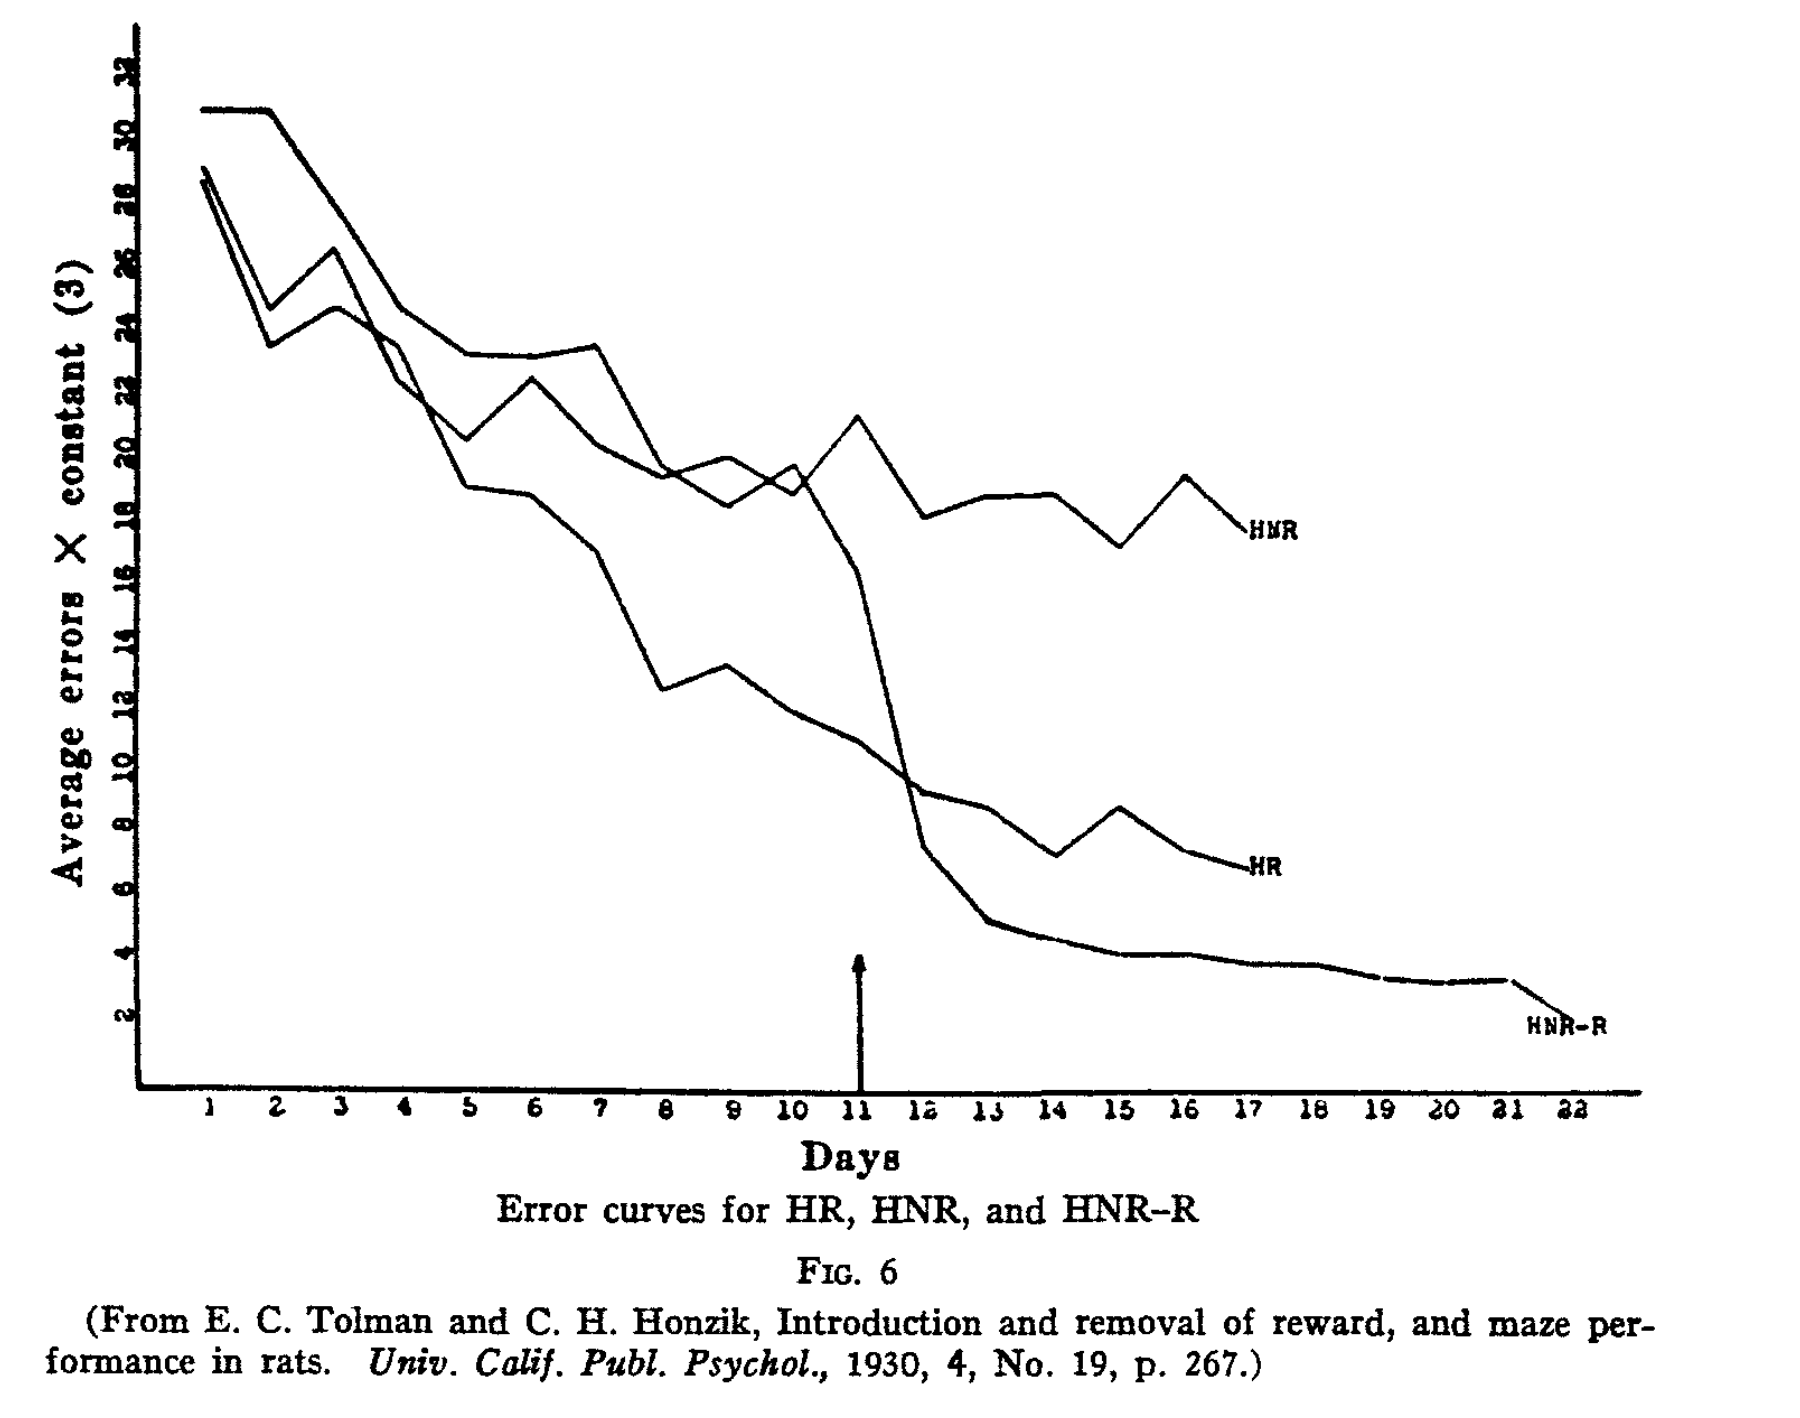 32
30
28
26
24
22
20
18
16
14
12
10
8
6
4
2
Average errors X constant (3)
HNR
HR
HNR-R
1 2 3 4 5 6 7 8 9 10 11 12 13 14 15 16 17 18 19 20 21 22
Days
Error curves for HR, HNR, and HNR-R
FIG. 6
(From E. C. Tolman and C. H. Honzik, Introduction and removal of reward, and maze per-
formance in rats. Univ. Calif. Publ. Psychol., 1930, 4, No. 19, p. 267.)